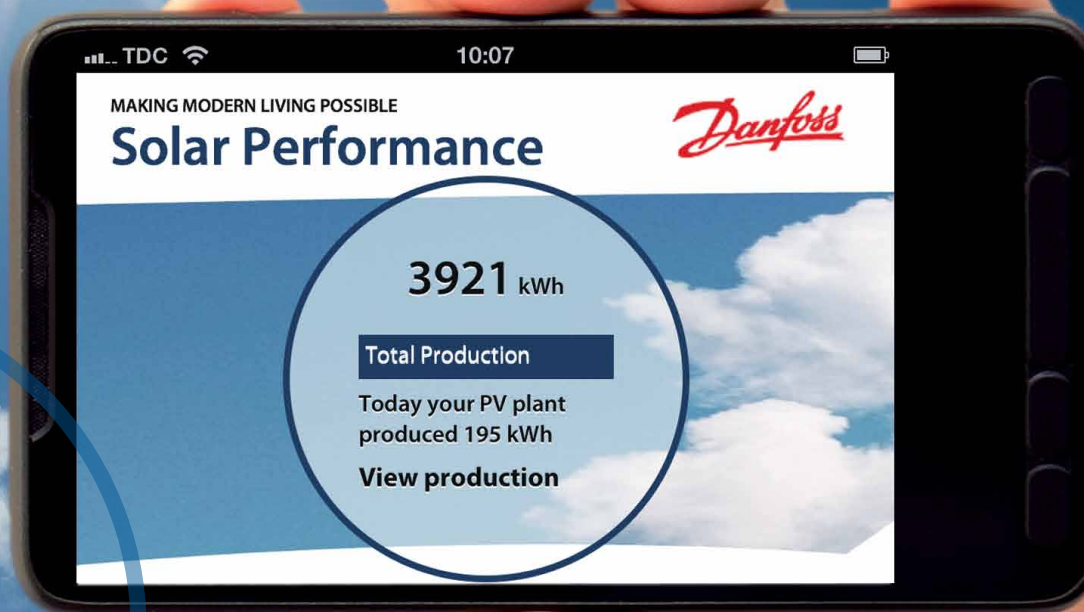 TDC
10:07
MAKING MODERN LIVING POSSIBLE
Solar Performance
Danfoss
3921 kWh
Total Production
Today your PV plant
produced 195 kWh
View production